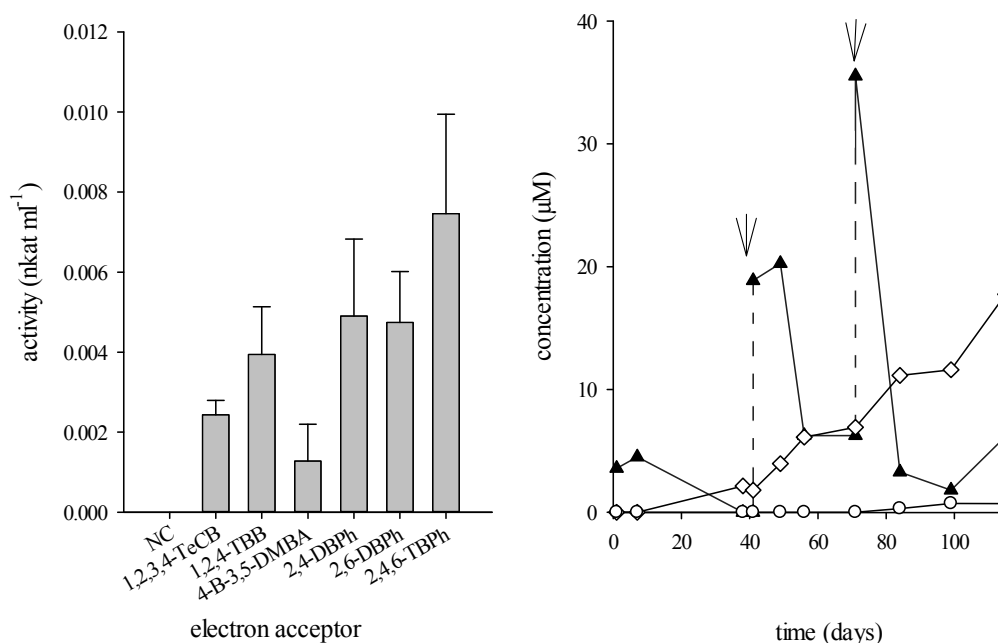 0.012
0.010
0.008
0.006
0.004
0.002
0.000
activity (nkat ml-1)
NC
1,2,3,4-TeCB
1,2,4-TBB
4-B-3,5-DMBA
2,4-DBPh
2,6-DBPh
2,4,6-TBPh
electron acceptor
40
30
20
10
0
concentration (µM)
0 20 40 60 80 100
time (days)